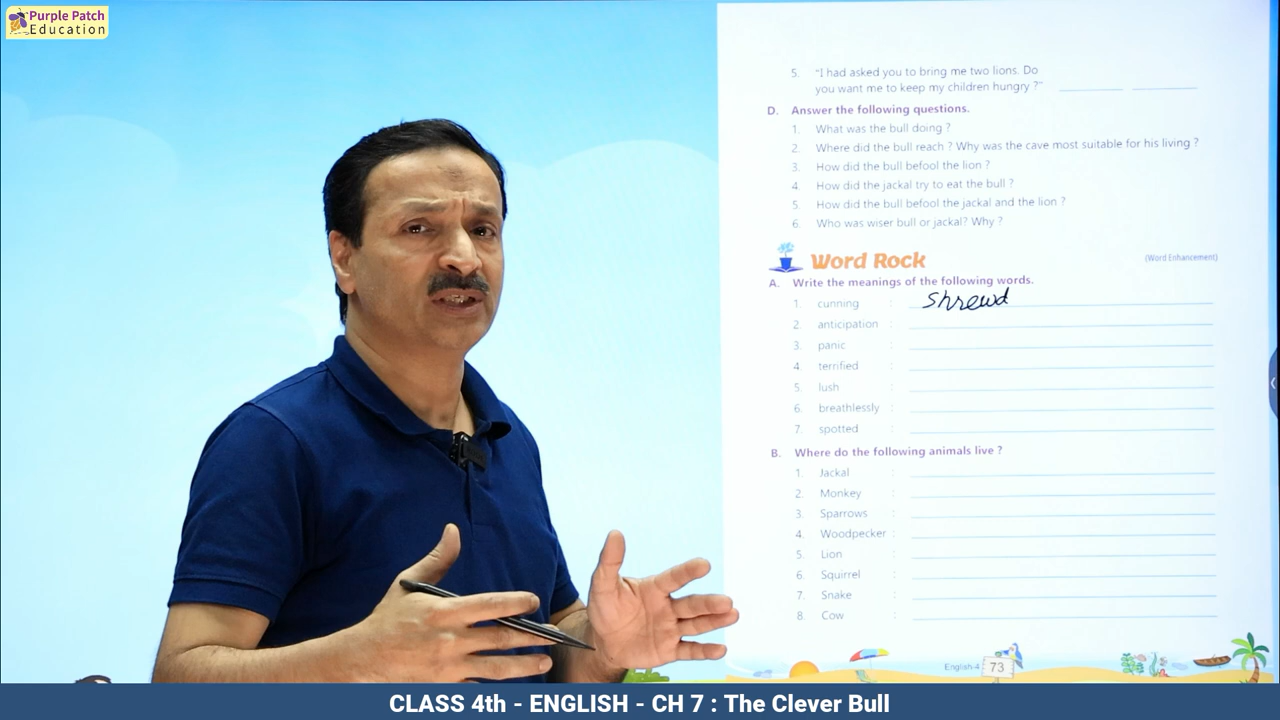 Purple Patch
Education
5. "I had asked you to bring me two lions. Do
you want me to keep my children hungry ?"
D. Answer the following questions.
1. What was the bull doing ?
2. Where did the bull reach ? Why was the cave most suitable for his living ?
3. How did the bull befool the lion ?
4. How did the jackal try to eat the bull ?
5. How did the bull befool the jackal and the lion ?
6. Who was wiser bull or jackal? Why ?
Word Rock
(Word Enhancement)
A. Write the meanings of the following words.
1. cunning : Shrewd
2. anticipation :
3. panic :
4. terrified :
5. lush :
6. breathlessly :
7. spotted :
B. Where do the following animals live ?
1. Jackal :
2. Monkey :
3. Sparrows :
4. Woodpecker :
5. Lion :
6. Squirrel :
7. Snake :
8. Cow :
English-4 73
CLASS 4th - ENGLISH - CH 7 : The Clever Bull